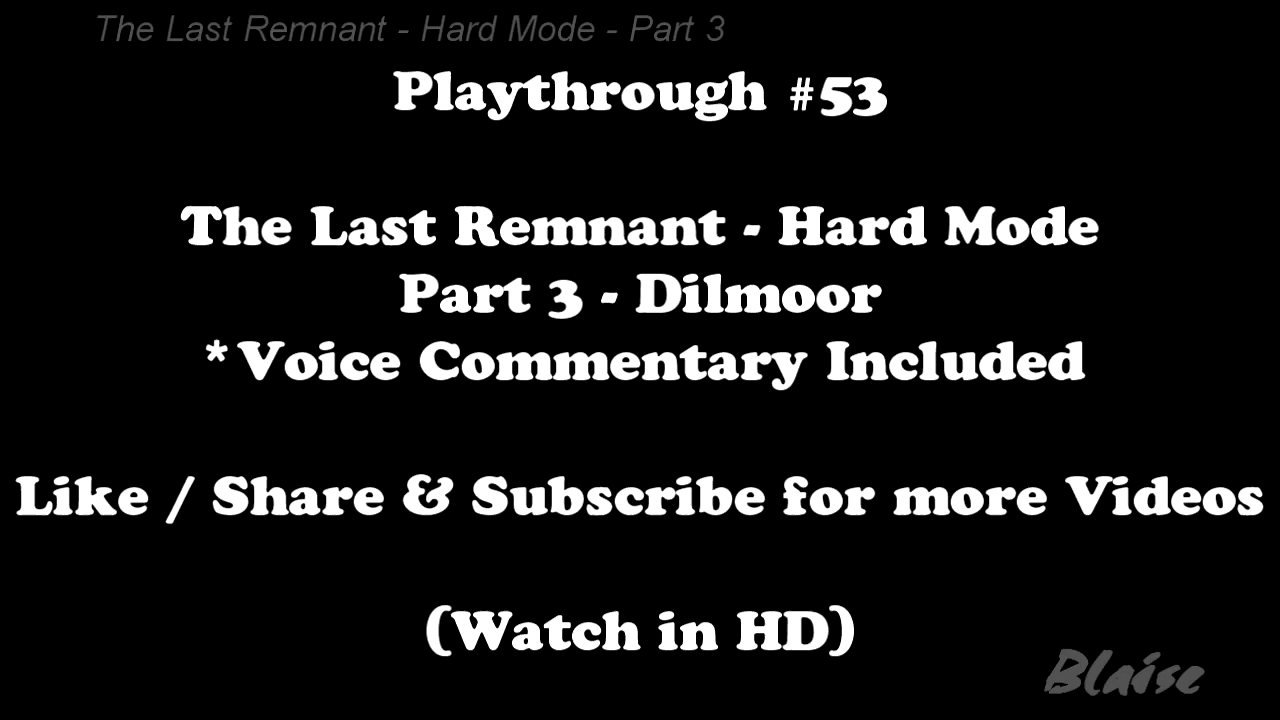 The Last Remnant - Hard Mode - Part 3
Playthrough #53
The Last Remnant - Hard Mode
Part 3 - Dilmoor
*Voice Commentary Included
Like / Share & Subscribe for more Videos
(Watch in HD)
Blaise